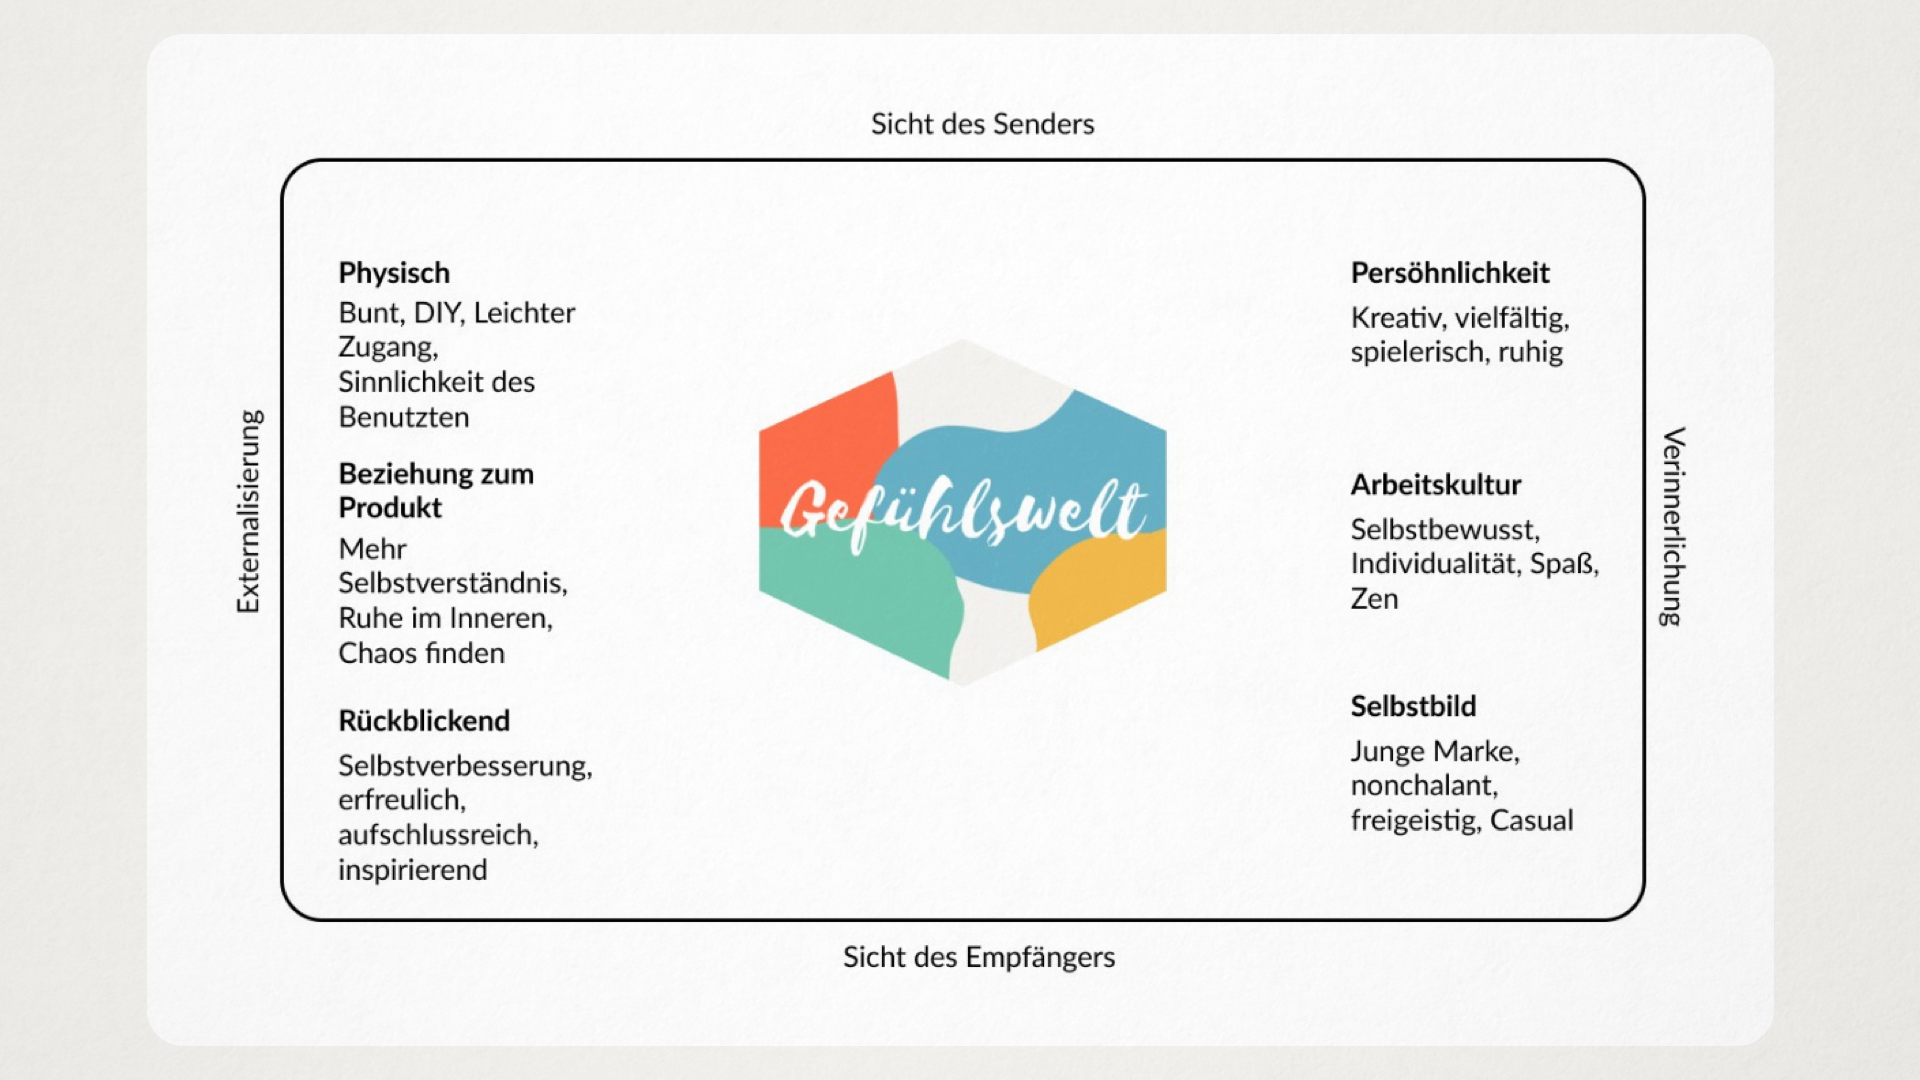 Sicht des Senders
Externalisierung
Physisch
Bunt, DIY, Leichter
Zugang,
Sinnlichkeit des
Benutzten
Beziehung zum
Produkt
Mehr
Selbstverständnis,
Ruhe im Inneren,
Chaos finden
Rückblickend
Selbstverbesserung,
erfreulich,
aufschlussreich,
inspirierend
Gefühlswelt
Persöhnlichkeit
Kreativ, vielfältig,
spielerisch, ruhig
Arbeitskultur
Selbstbewusst,
Individualität, Spaß,
Zen
Selbstbild
Junge Marke,
nonchalant,
freigeistig, Casual
Verinnerlichung
Sicht des Empfängers